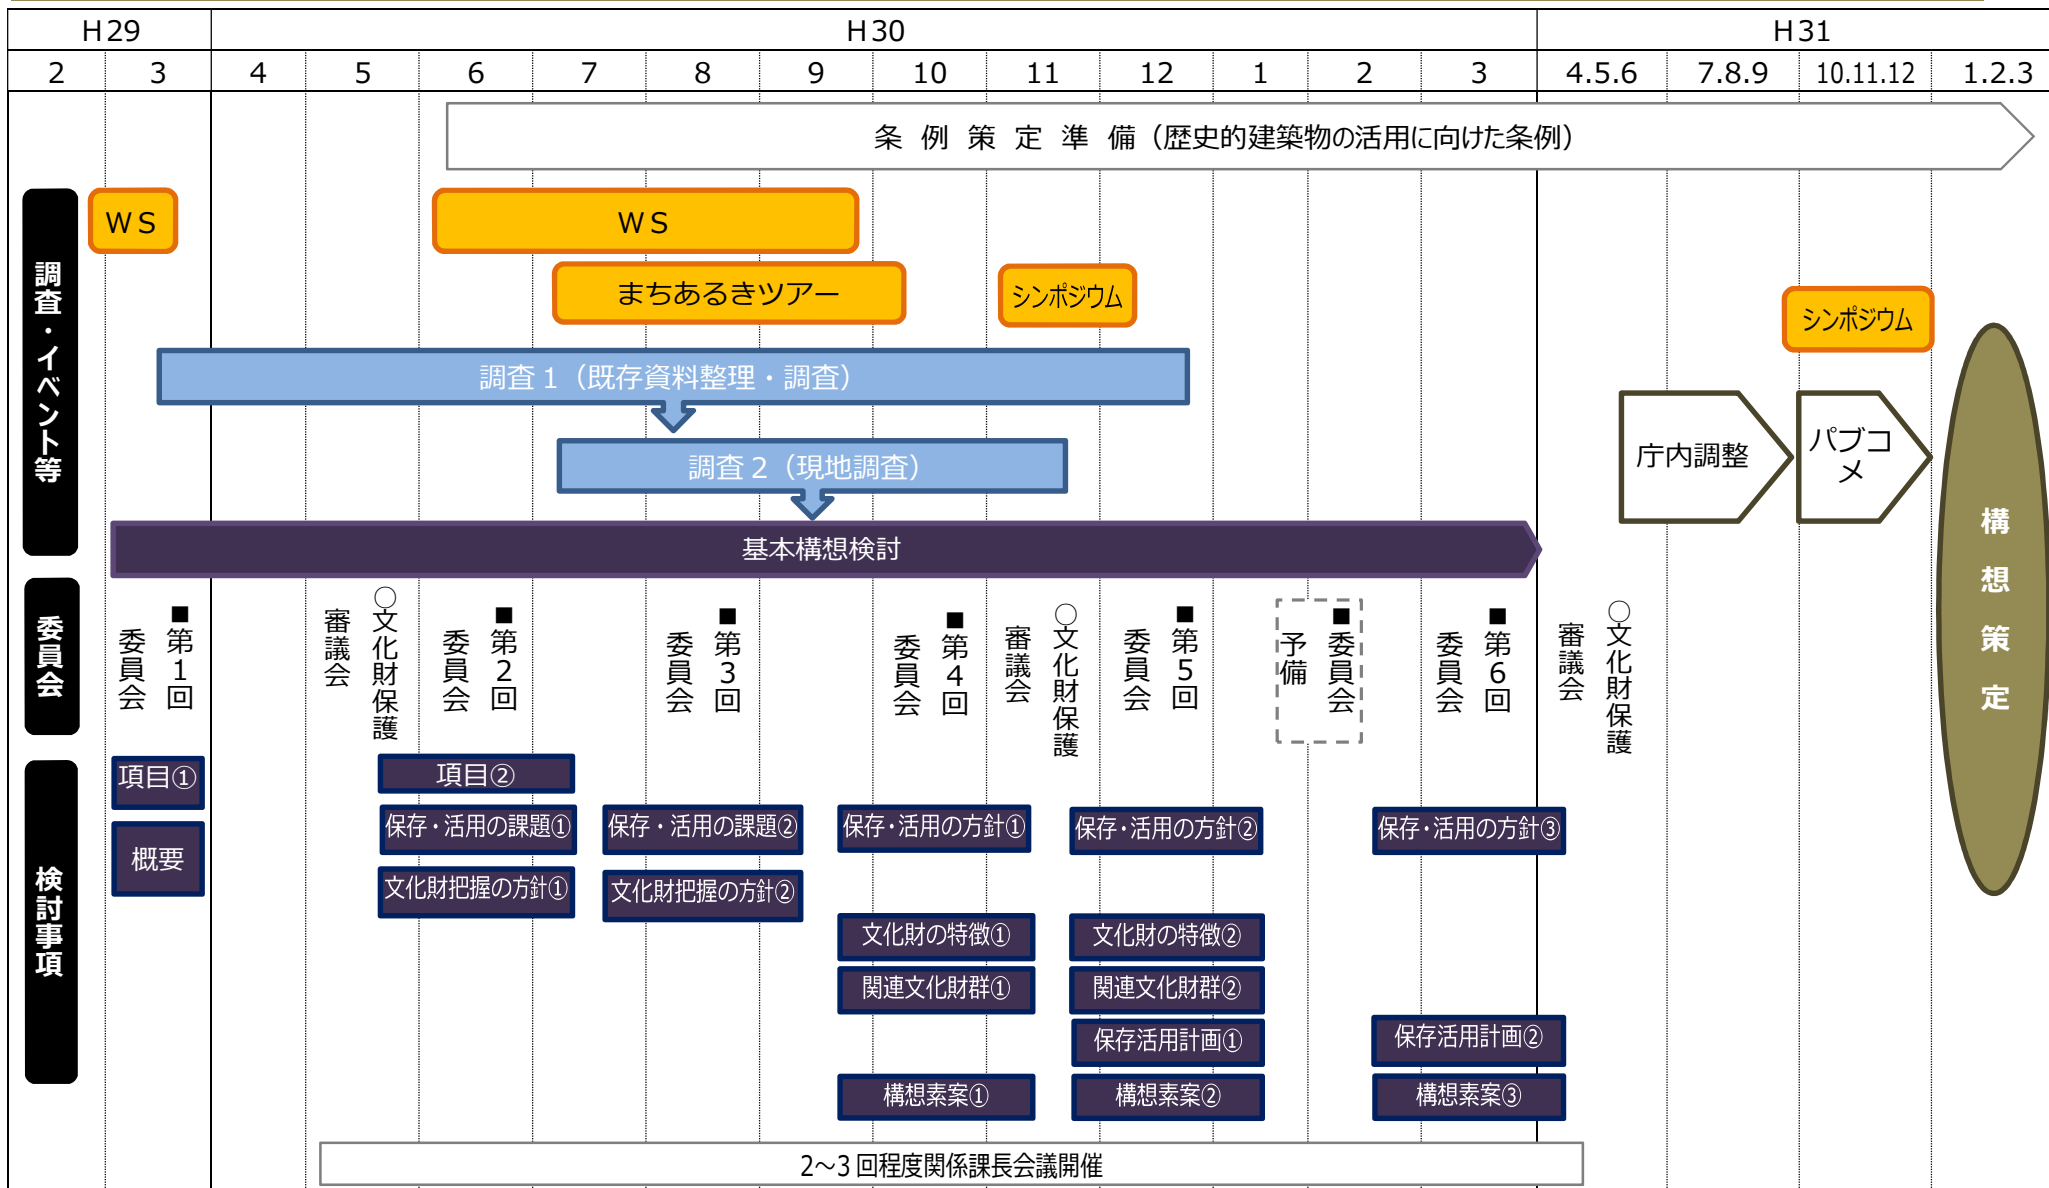 H29 H30 H31
2 3 4 5 6 7 8 9 10 11 12 1 2 3 4.5.6 7.8.9 10.11.12 1.2.3
条 例 策 定 準 備（歴史的建築物の活用に向けた条例）
調査・イベント等
ＷＳ
ＷＳ
まちあるきツアー
シンポジウム
シンポジウム
調査１（既存資料整理・調査）
調査２（現地調査）
庁内調整
パブコ
メ
基本構想検討
構想策定
委員会
■第1回
委員会
○文化財保護
審議会
■第2回
委員会
■第3回
委員会
■第4回
委員会
○文化財保護
審議会
■第5回
委員会
■委員会
予備
■第6回
委員会
○文化財保護
審議会
検討事項
項目①
概要
項目②
保存・活用の課題①
文化財把握の方針①
保存・活用の課題②
文化財把握の方針②
保存・活用の方針①
文化財の特徴①
関連文化財群①
構想素案①
保存・活用の方針②
文化財の特徴②
関連文化財群②
保存活用計画①
構想素案②
保存・活用の方針③
保存活用計画②
構想素案③
2～3回程度関係課長会議開催